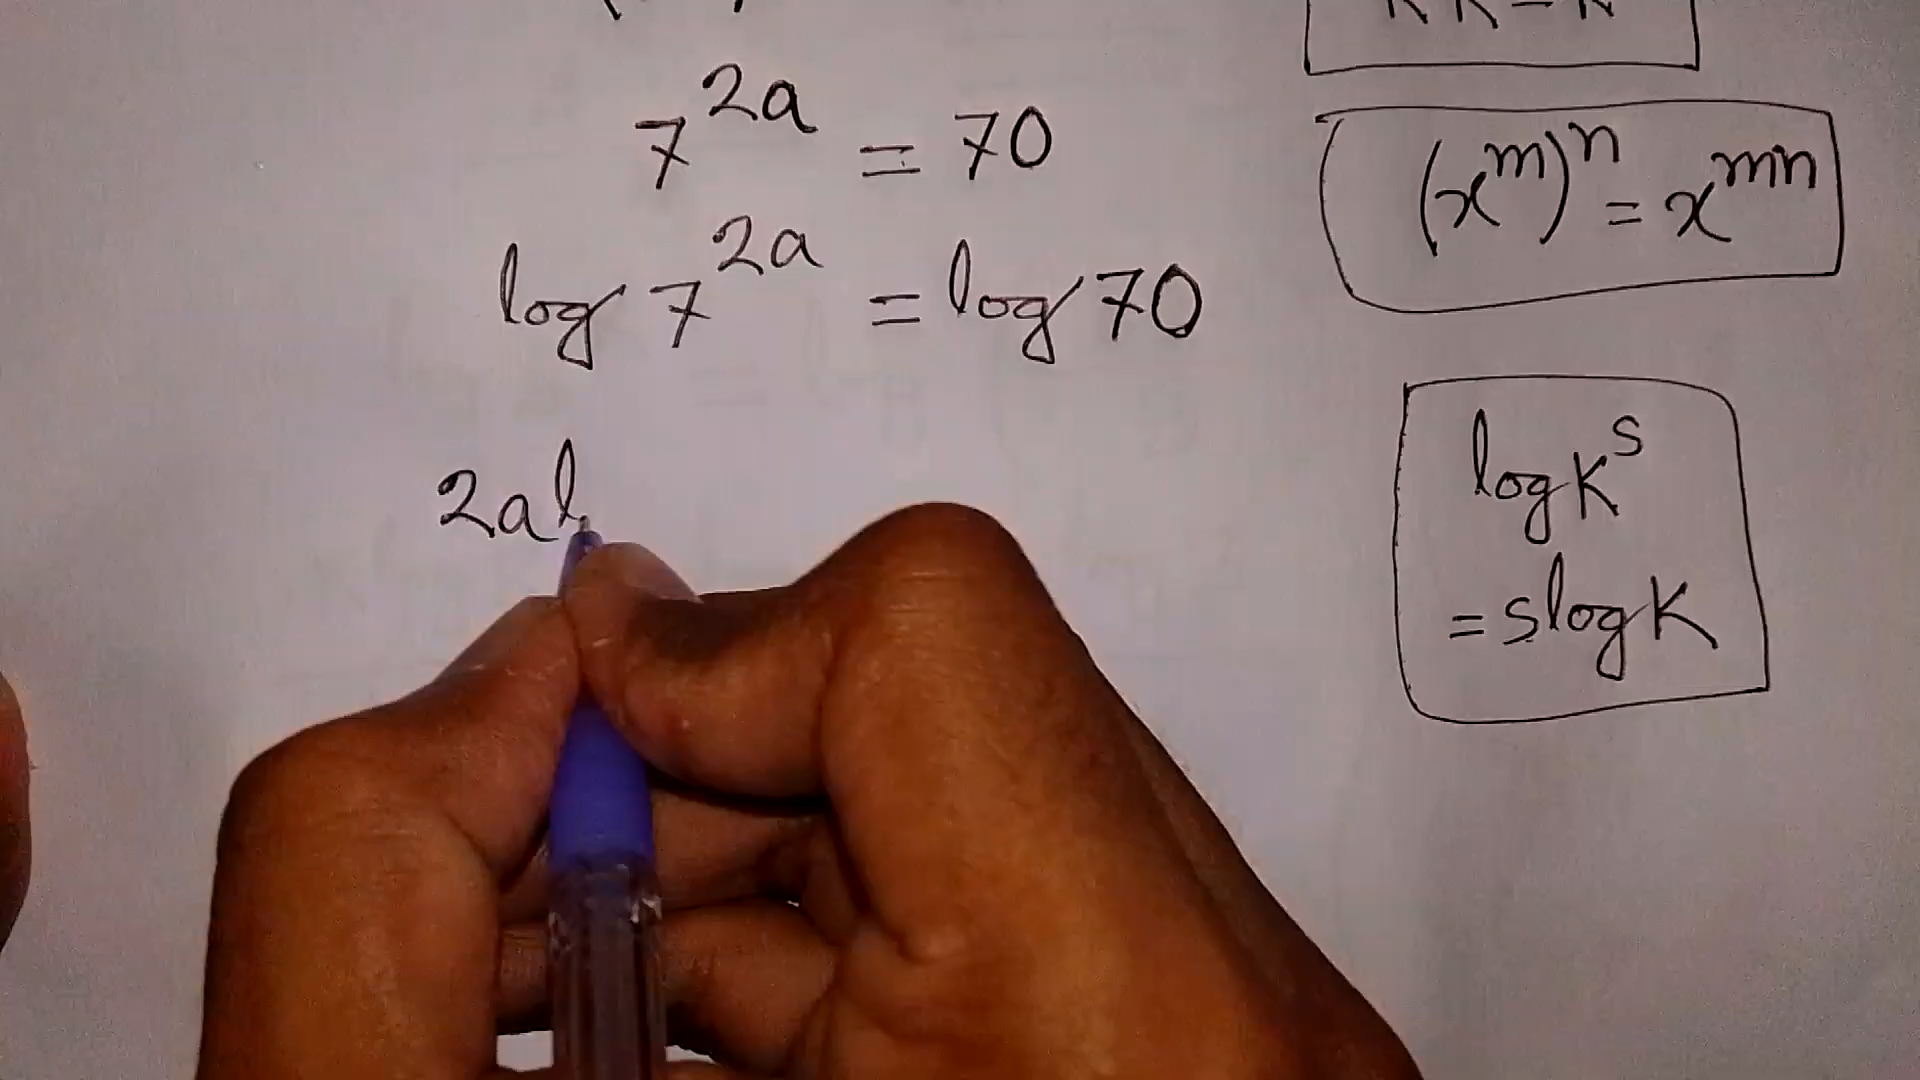 7^{2a} = 70
log 7^{2a} = log 70
2al
(x^m)^n = x^{mn}
log K^s
= s log K